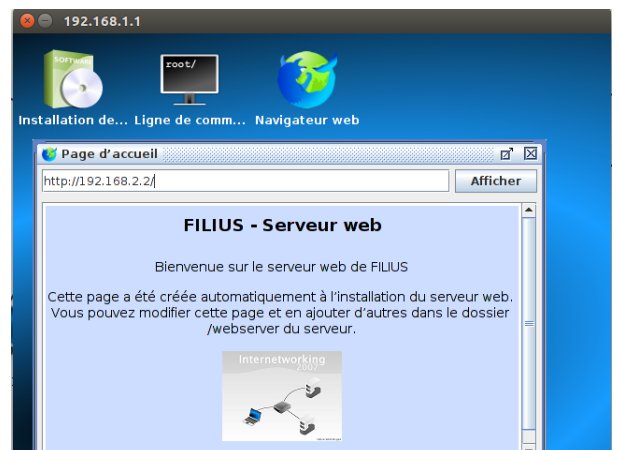 192.168.1.1
SOFTWARE
root/
Installation de... Ligne de comm... Navigateur web
Page d'accueil
http://192.168.2.2/ Afficher
FILIUS - Serveur web
Bienvenue sur le serveur web de FILIUS
Cette page a été créée automatiquement à l'installation du serveur web.
Vous pouvez modifier cette page et en ajouter d'autres dans le dossier
/webserver du serveur.
Internetworking
2007